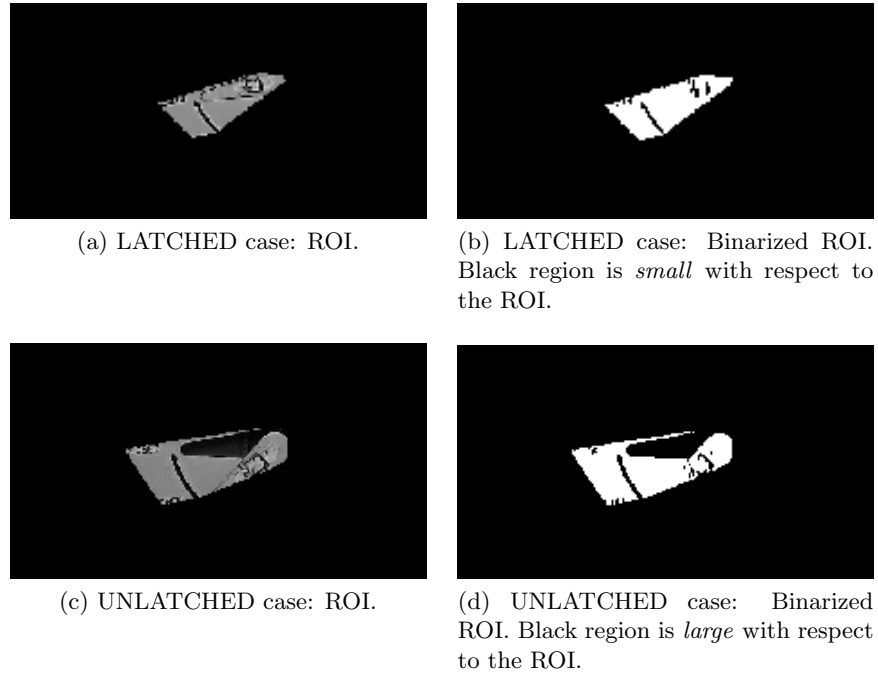 (a) LATCHED case: ROI.
(b) LATCHED case: Binarized ROI.
Black region is small with respect to
the ROI.
(c) UNLATCHED case: ROI.
(d) UNLATCHED case: Binarized
ROI. Black region is large with respect
to the ROI.